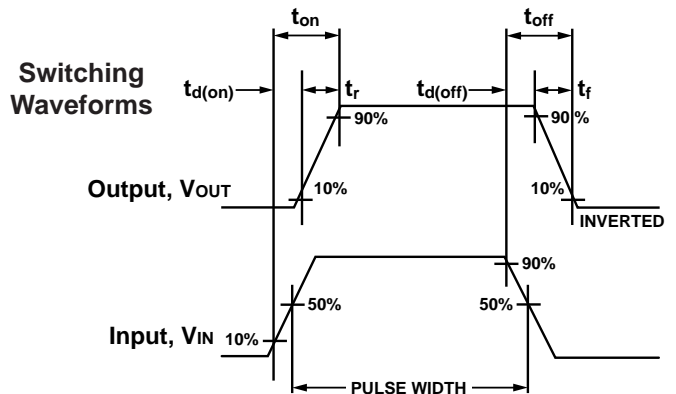 ton
toff
Switching
Waveforms
td(on)
tr
td(off)
tf
90%
90 %
Output, VOUT
10%
10%
INVERTED
90%
50%
50%
Input, VIN
10%
PULSE WIDTH